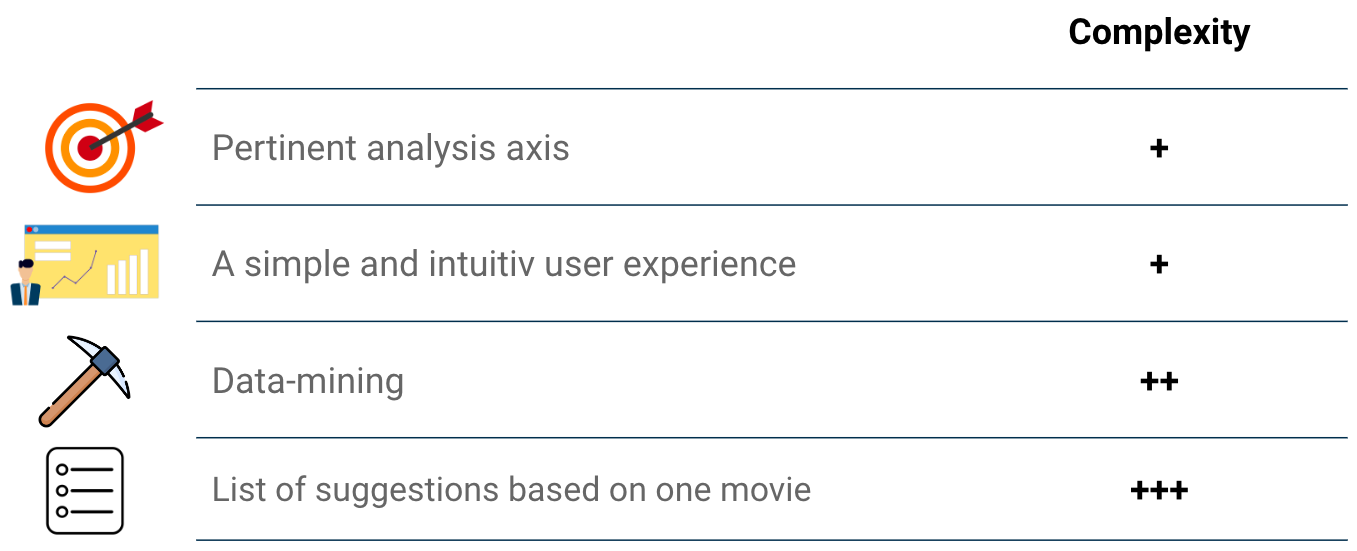 Complexity
Pertinent analysis axis +
A simple and intuitiv user experience +
Data-mining ++
List of suggestions based on one movie +++